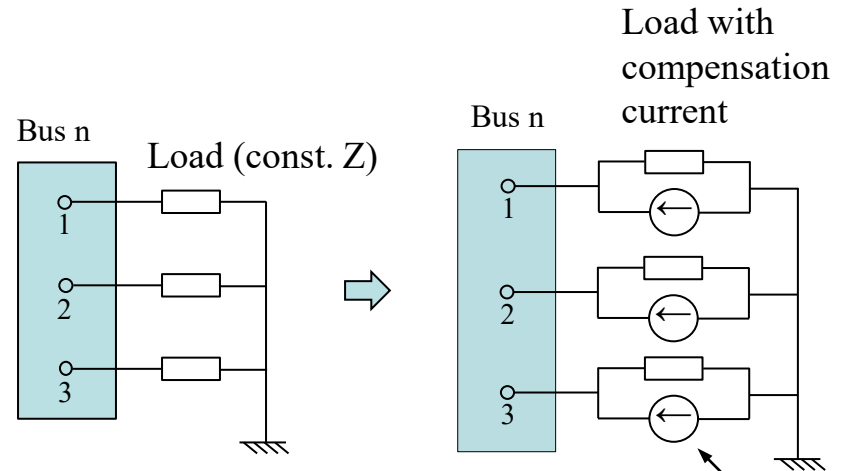 Bus n
Load (const. Z)
1
2
3
Load with
compensation
current
Bus n
1
2
3